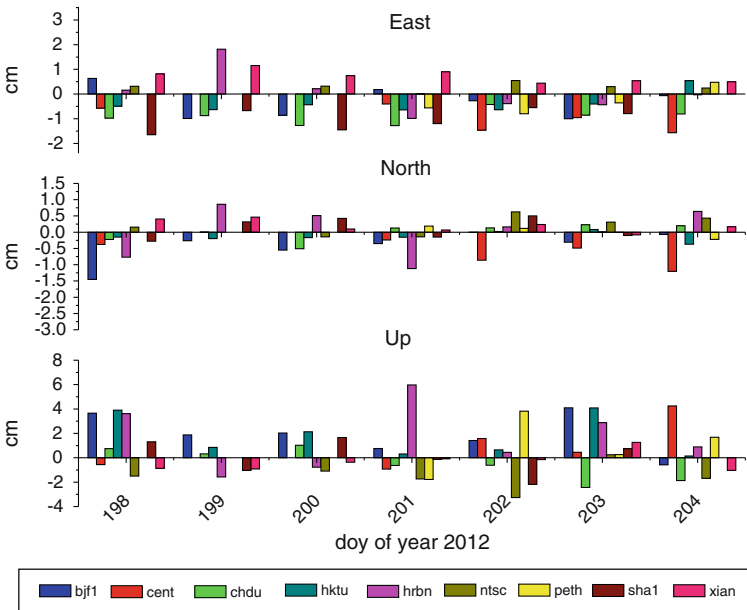 East
cm
3
2
1
0
-1
-2
North
cm
1.5
1.0
0.5
0.0
-0.5
-1.0
-1.5
-2.0
-2.5
-3.0
Up
cm
8
6
4
2
0
-2
-4
198 199 200 201 202 203 204
doy of year 2012
bjf1 cent chdu hktu hrbn ntsc peth sha1 xian